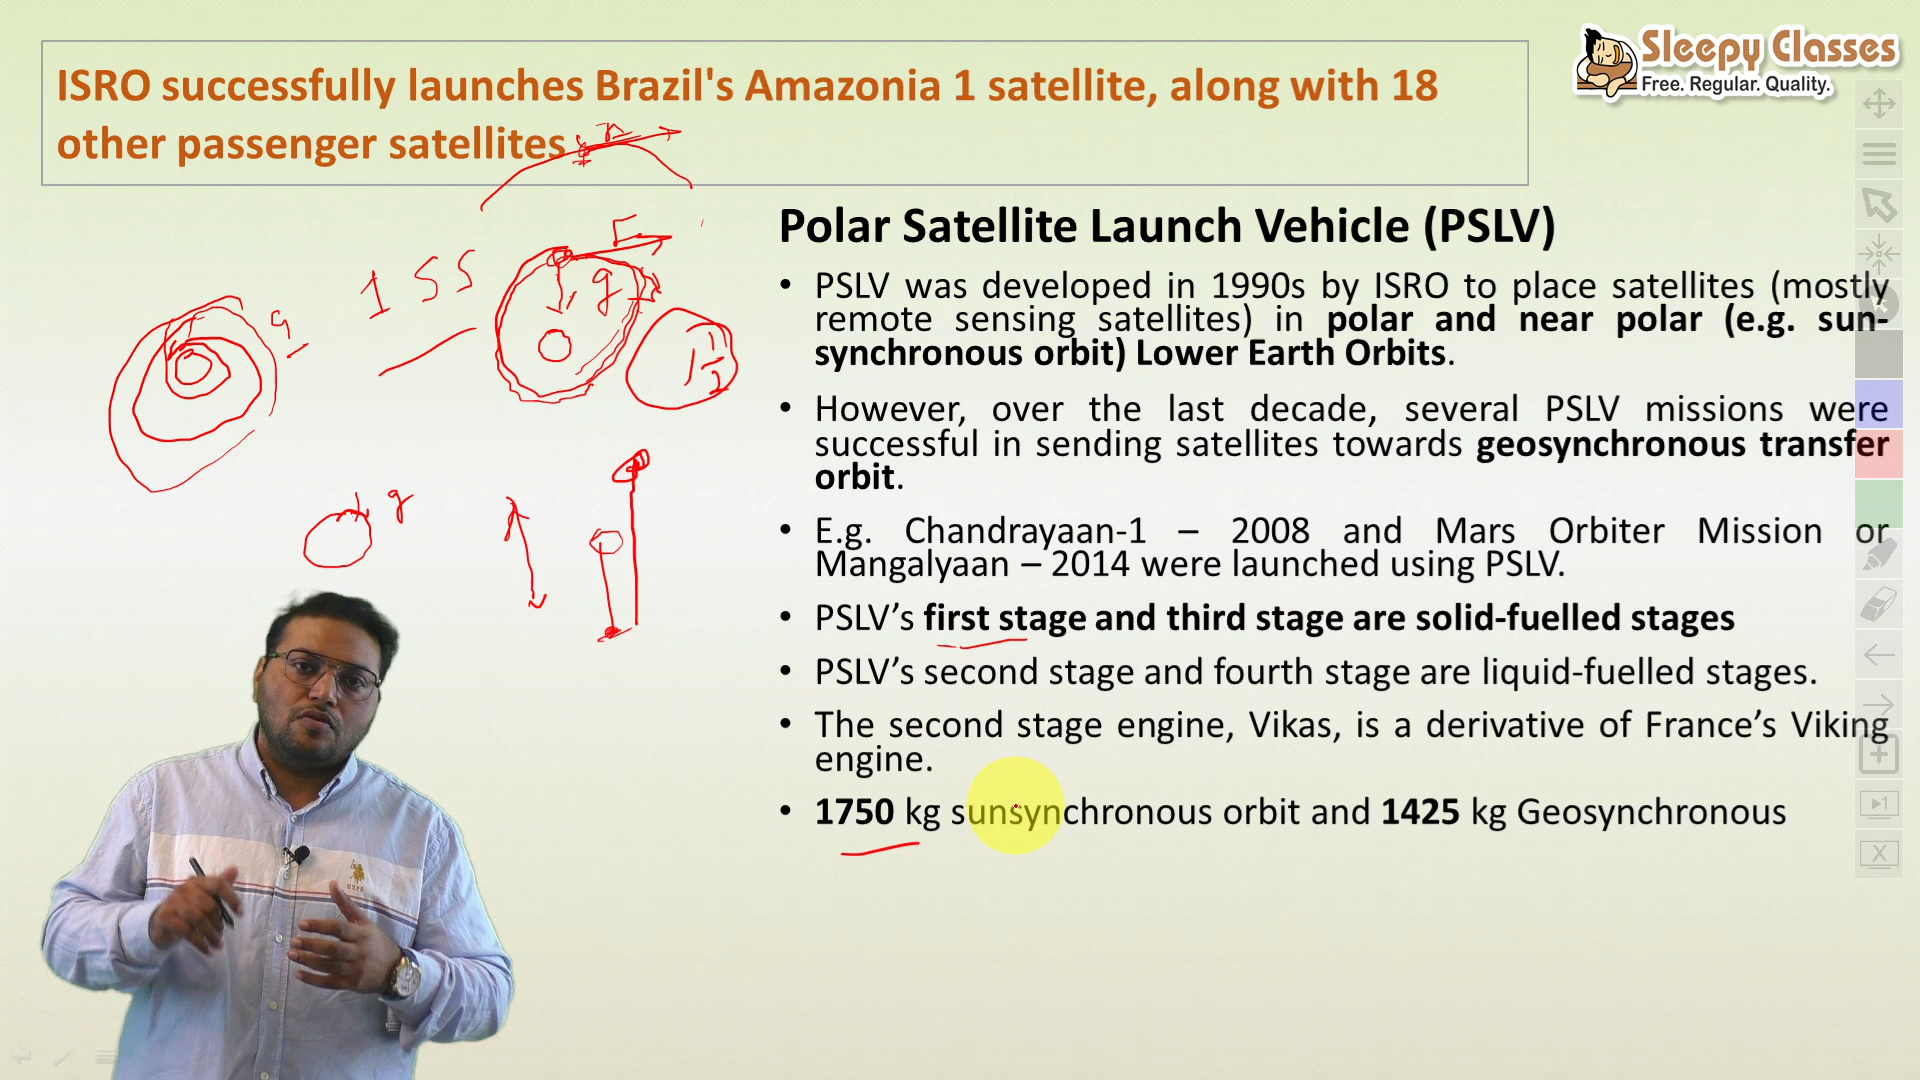 Sleepy Classes
Free. Regular. Quality.
ISRO successfully launches Brazil's Amazonia 1 satellite, along with 18
other passenger satellites
Polar Satellite Launch Vehicle (PSLV)
• PSLV was developed in 1990s by ISRO to place satellites (mostly
remote sensing satellites) in polar and near polar (e.g. sun-
synchronous orbit) Lower Earth Orbits.
• However, over the last decade, several PSLV missions were
successful in sending satellites towards geosynchronous transfer
orbit.
• E.g. Chandrayaan-1 – 2008 and Mars Orbiter Mission or
Mangalyaan – 2014 were launched using PSLV.
• PSLV’s first stage and third stage are solid-fuelled stages
• PSLV’s second stage and fourth stage are liquid-fuelled stages.
• The second stage engine, Vikas, is a derivative of France’s Viking
engine.
• 1750 kg sunsynchronous orbit and 1425 kg Geosynchronous
ISS
g
g